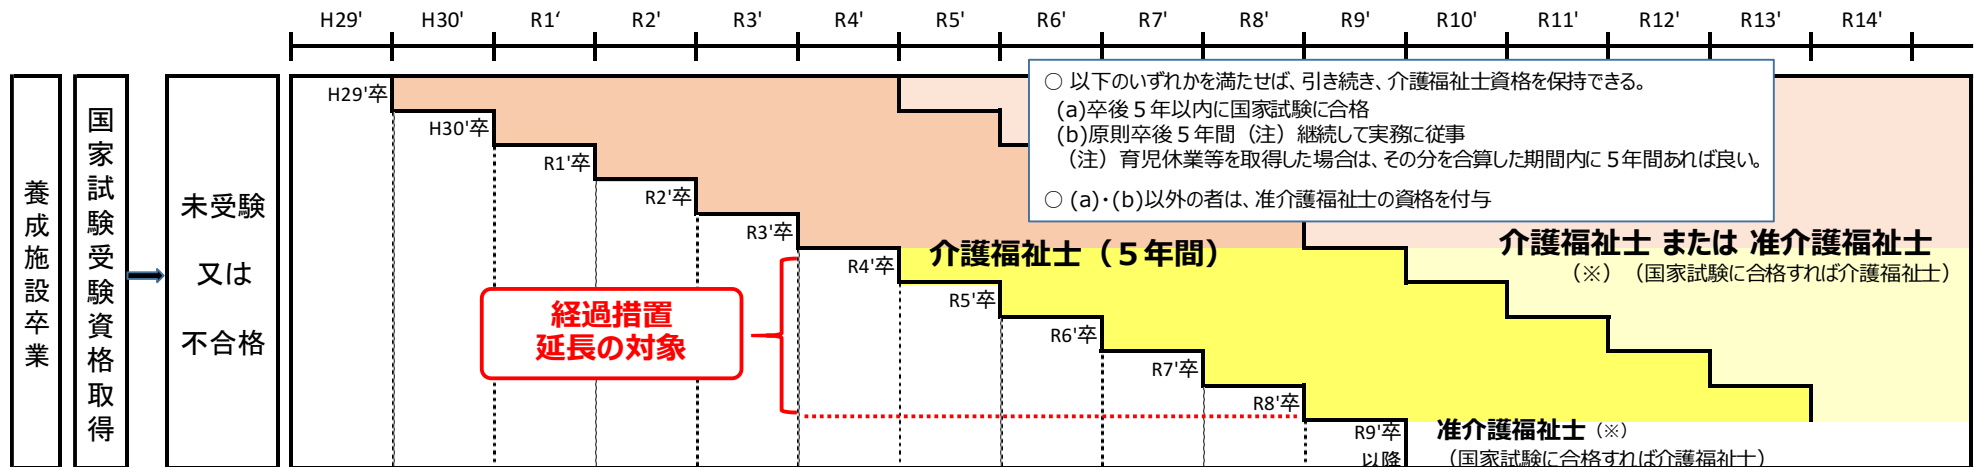 H29' H30' R1‘ R2' R3' R4' R5' R6' R7' R8' R9' R10' R11' R12' R13' R14'
養成施設卒業
国家試験受験資格取得
未受験
又は
不合格
H29'卒
H30'卒
R1'卒
R2'卒
R3'卒
R4'卒
R5'卒
R6'卒
R7'卒
R8'卒
R9'卒
以降
○ 以下のいずれかを満たせば、引き続き、介護福祉士資格を保持できる。
(a)卒後５年以内に国家試験に合格
(b)原則卒後５年間（注）継続して実務に従事
（注）育児休業等を取得した場合は、その分を合算した期間内に５年間あれば良い。
○ (a)・(b)以外の者は、准介護福祉士の資格を付与
介護福祉士（５年間）
介護福祉士 または 准介護福祉士
（※）（国家試験に合格すれば介護福祉士）
経過措置
延長の対象
准介護福祉士（※）
（国家試験に合格すれば介護福祉士）